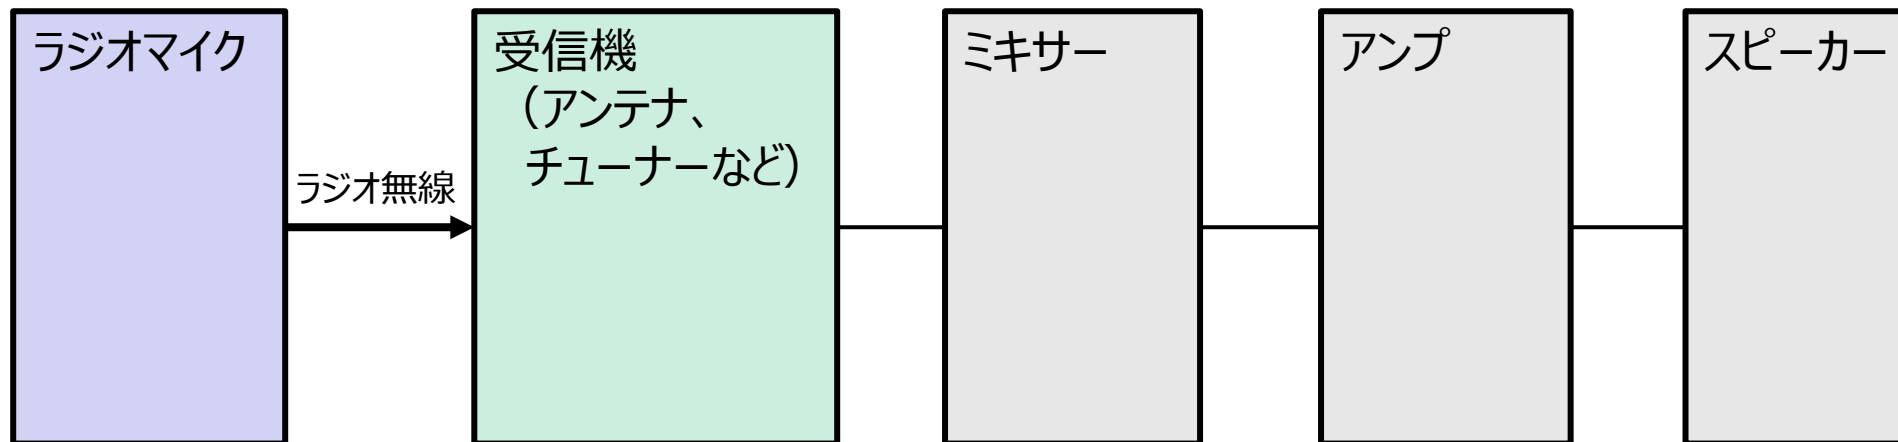 ラジオマイク
受信機
（アンテナ、
チューナーなど）
ラジオ無線
ミキサー
アンプ
スピーカー